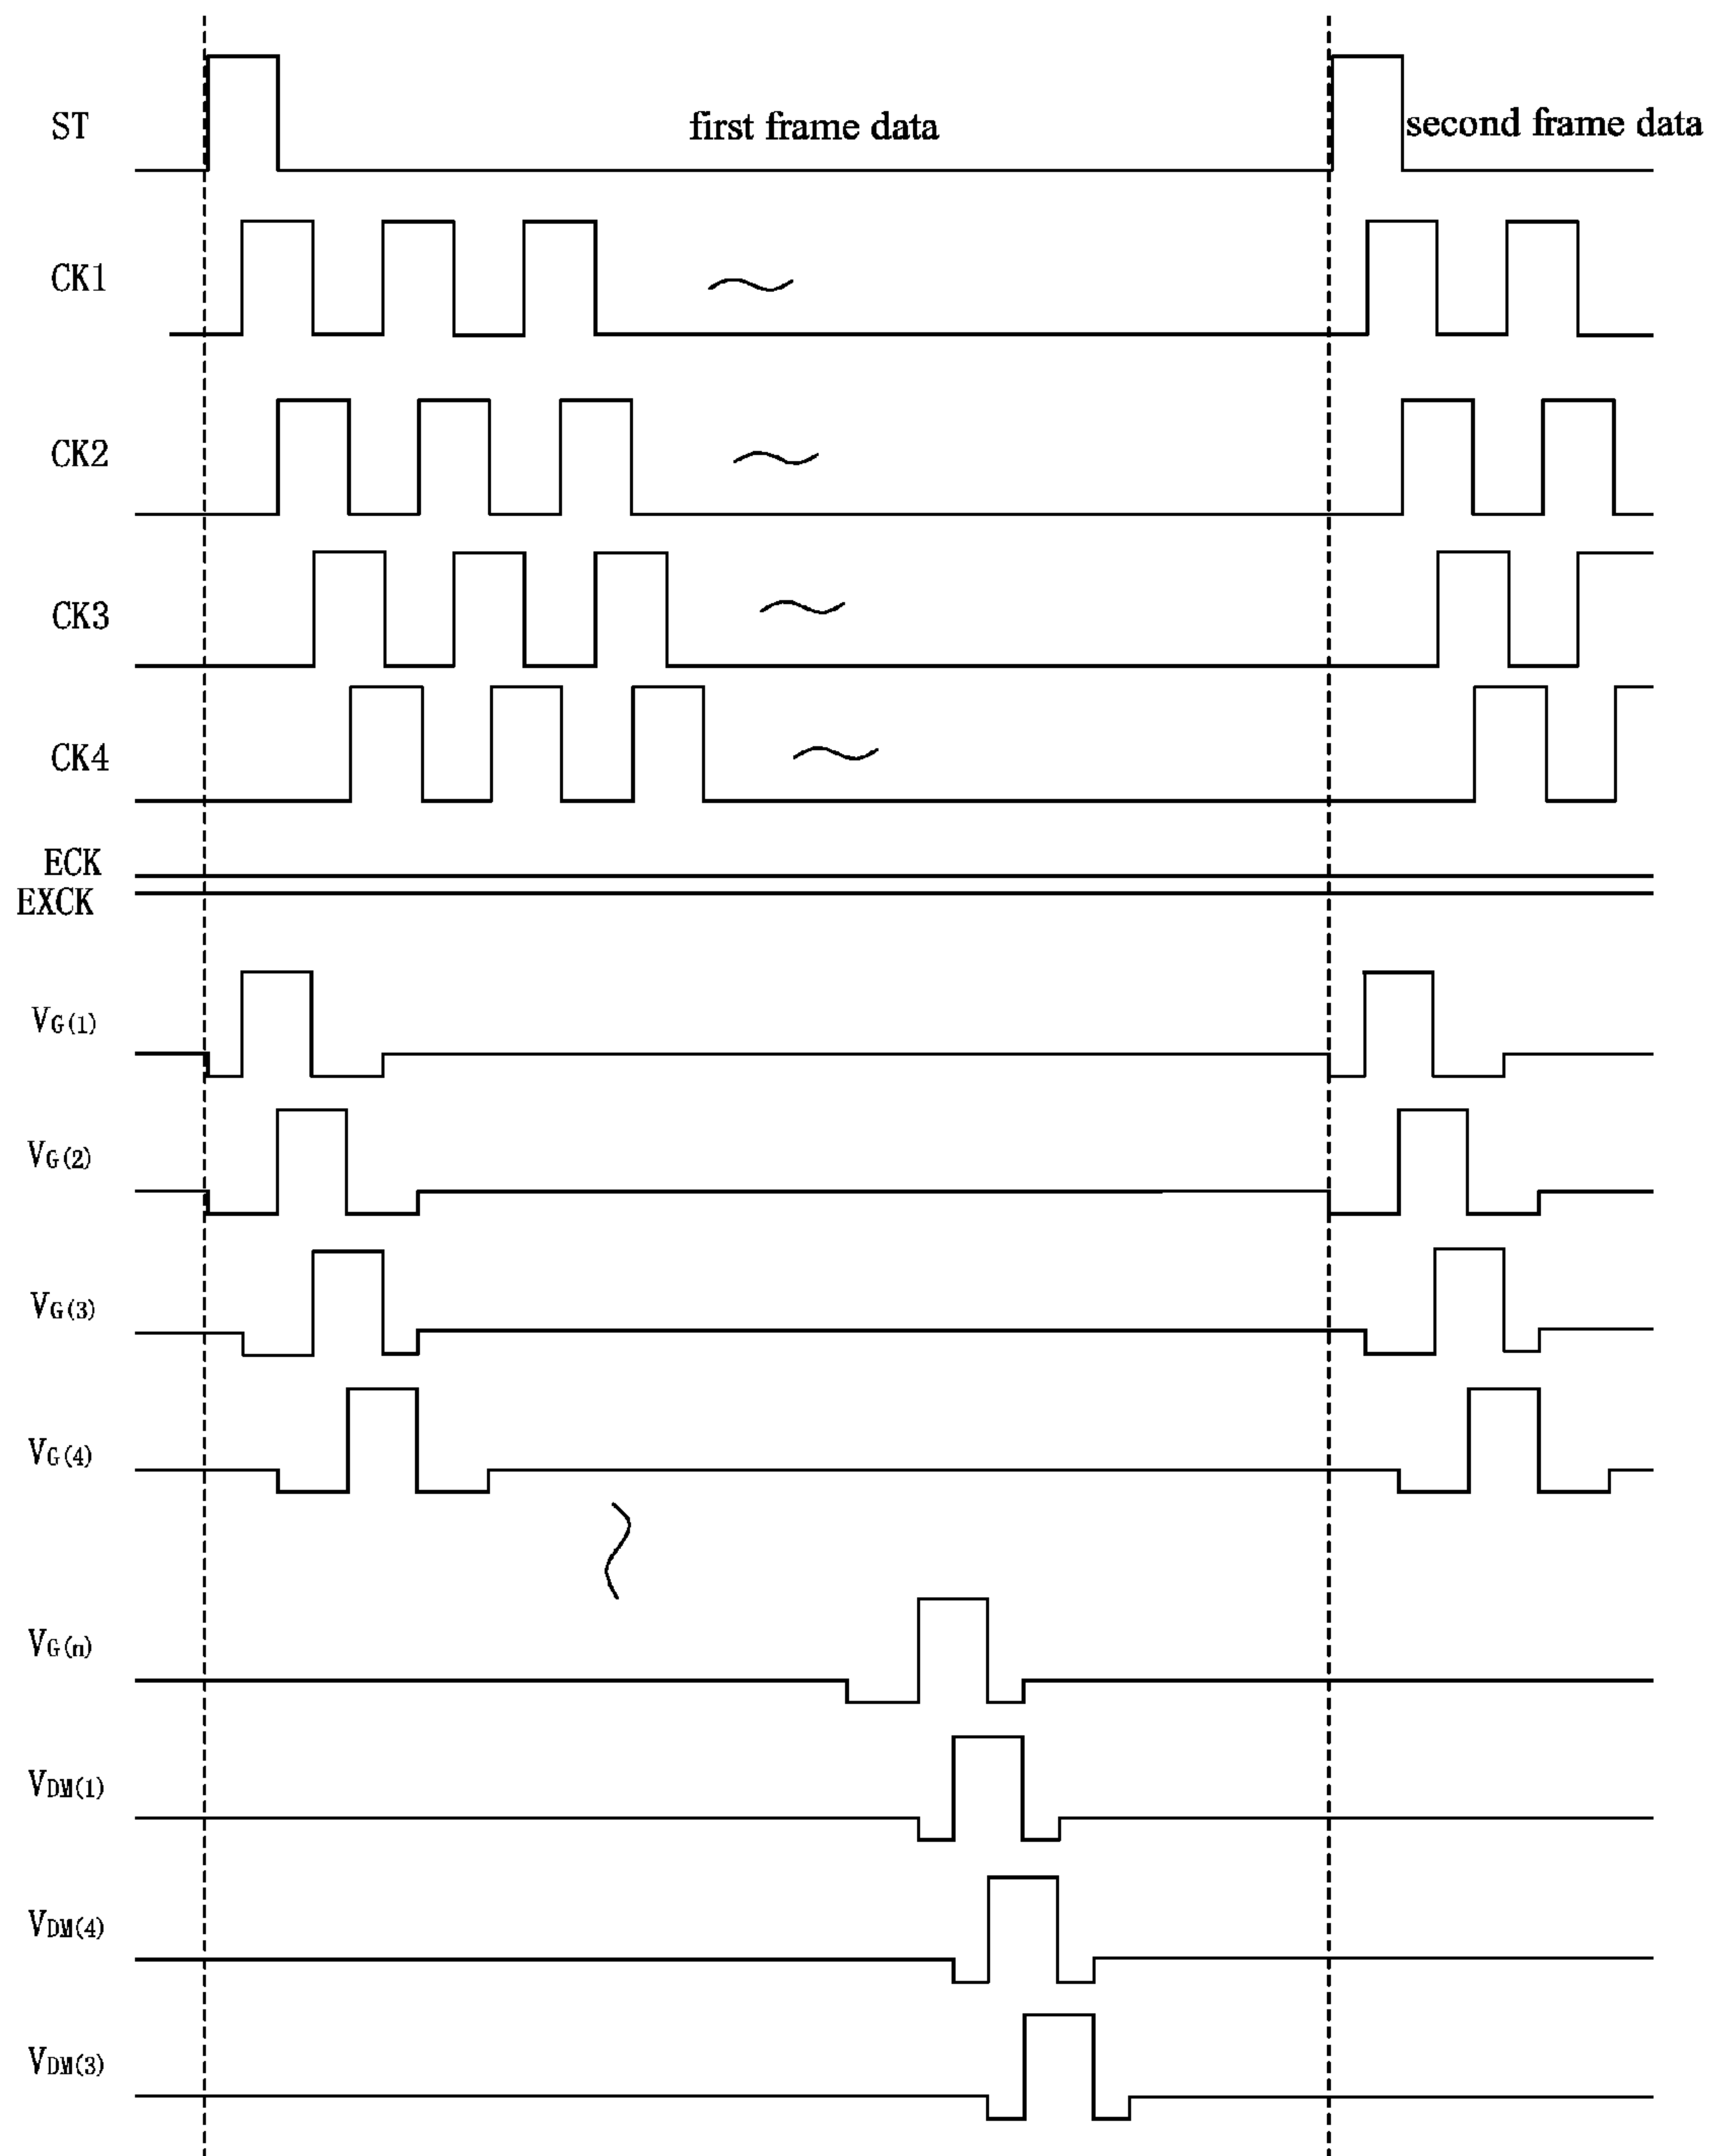 ST
first frame data
second frame data
CK1
CK2
CK3
CK4
ECK
EXCK
VG(1)
VG(2)
VG(3)
VG(4)
VG(n)
VDM(1)
VDM(4)
VDM(3)